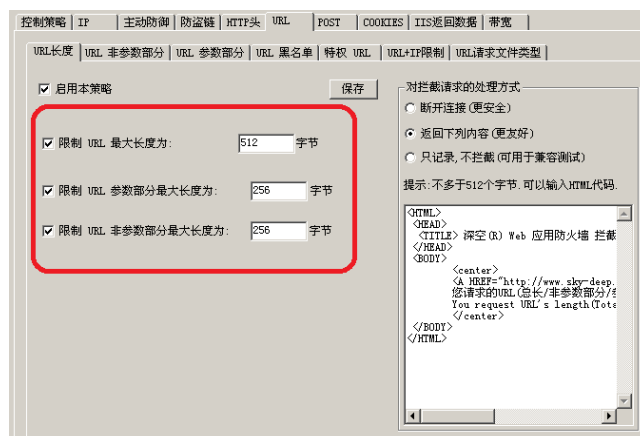 控制策略 IP 主动防御 防盗链 HTTP头 URL POST COOKIES IIS返回数据 带宽
URL长度 URL 非参数部分 URL 参数部分 URL 黑名单 特权 URL URL+IP限制 URL请求文件类型
启用本策略 保存
限制 URL 最大长度为: 512 字节
限制 URL 参数部分最大长度为: 256 字节
限制 URL 非参数部分最大长度为: 256 字节
对拦截请求的处理方式
断开连接(更安全)
返回下列内容(更友好)
只记录,不拦截(可用于兼容测试)
提示:不多于512个字节.可以输入HTML代码.
<HTML>
<HEAD>
<TITLE> 深空(R) Web 应用防火墙 拦截
</HEAD>
<BODY>
<center>
<A HREF="http://www.sky-deep.
您请求的URL(总长/非参数部分/
You request URL's length(Tota
</center>
</BODY>
</HTML>